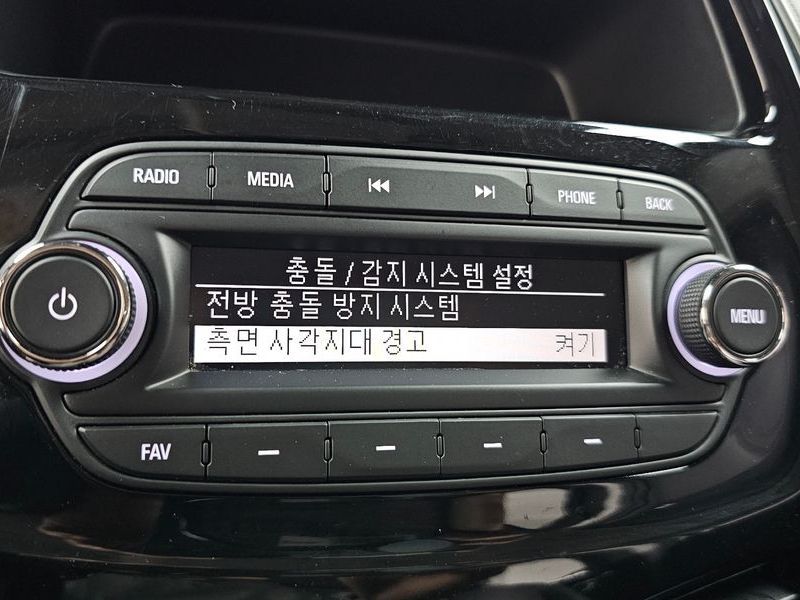 RADIO MEDIA PHONE BACK
충돌 / 감지 시스템 설정
전방 충돌 방지 시스템
측면 사각지대 경고 켜기
MENU
FAV